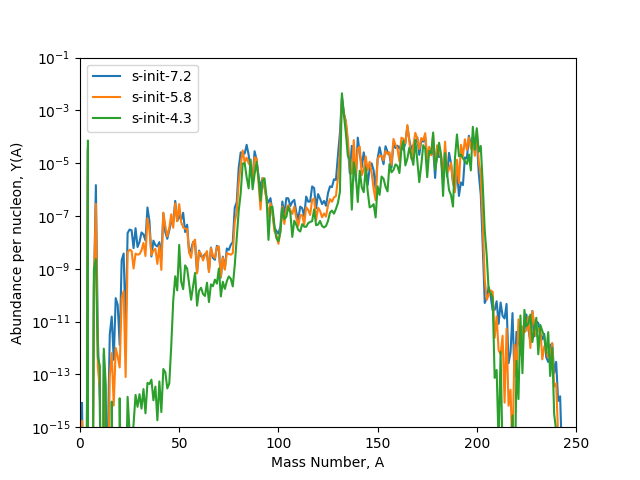 10⁻¹
10⁻³
10⁻⁵
10⁻⁷
10⁻⁹
10⁻¹¹
10⁻¹³
10⁻¹⁵
Abundance per nucleon, Y(A)
s-init-7.2
s-init-5.8
s-init-4.3
0 50 100 150 200 250
Mass Number, A